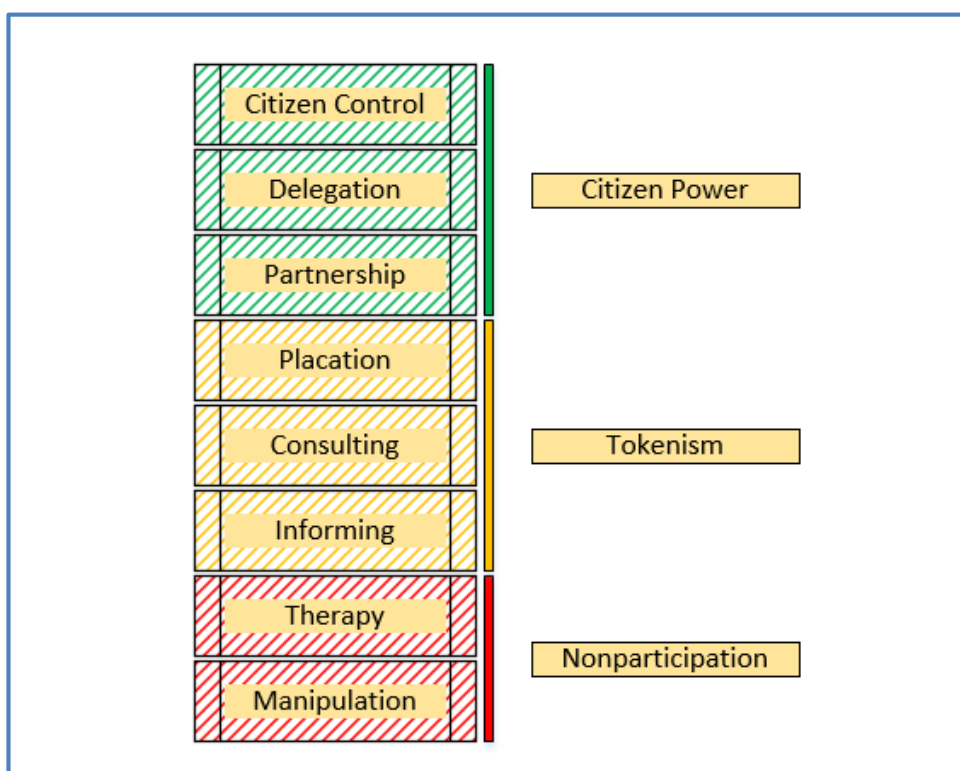 Citizen Control
Delegation
Citizen Power
Partnership
Placation
Consulting
Tokenism
Informing
Therapy
Nonparticipation
Manipulation